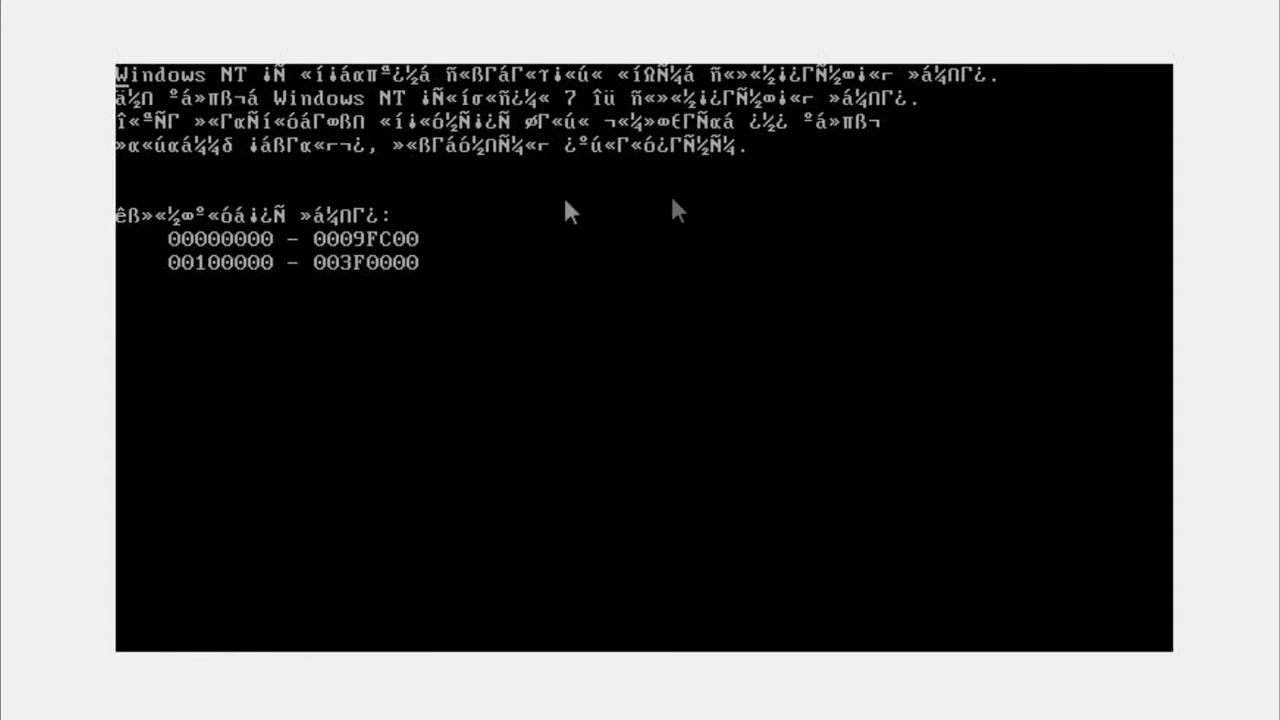 Windows NT ¡Ñ «í¡áαπª¿½á ñ«ßΓáΓ«τ¡«ú« «íΩÑ¼á ñ«»«½¡¿ΓÑ½∞¡«⌐ »á¼∩Γ¿.
ä½∩ ºá»πß¬á Windows NT ¡Ñ«íσ«ñ¿¼« 7 îü ñ«»«½¡¿ΓÑ½∞¡«⌐ »á¼∩Γ¿.
î«ªÑΓ »«ΓαÑí«óáΓ∞ß∩ «í¡«ó½Ñ¡¿Ñ φΓ«ú« ¬«¼»∞εΓÑαá ¿½¿ ºá»πß¬
»α«úαá¼¼δ ¡áßΓα«⌐¬¿, »«ßΓáó½∩Ñ¼«⌐ ¿ºú«Γ«ó¿ΓÑ½Ñ¼.
êß»«½∞º«óá¡¿Ñ »á¼∩Γ¿:
00000000 - 0009FC00
00100000 - 003F0000